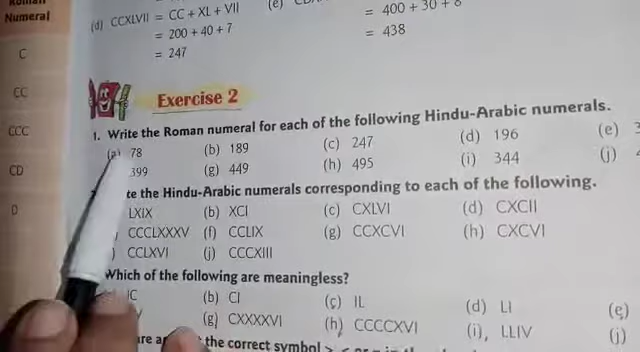 Numeral
C
CC
CCC
CD
D
(d) CCXLVII = CC + XL + VII (e)
= 200 + 40 + 7
= 247
= 400 + 30 + 8
= 438
Exercise 2
1. Write the Roman numeral for each of the following Hindu-Arabic numerals.
(a) 78 (b) 189 (c) 247 (d) 196 (e)
399 (g) 449 (h) 495 (i) 344 (j)
te the Hindu-Arabic numerals corresponding to each of the following.
LXIX (b) XCI (c) CXLVI (d) CXCII
CCCLXXXV (f) CCLIX (g) CCXCVI (h) CXCVI
CCLXVI (j) CCCXIII
Which of the following are meaningless?
IC (b) CI (c) IL (d) LI (e)
(g) CXXXXVI (h) CCCCXVI (i) LLIV (j)
the correct symbol